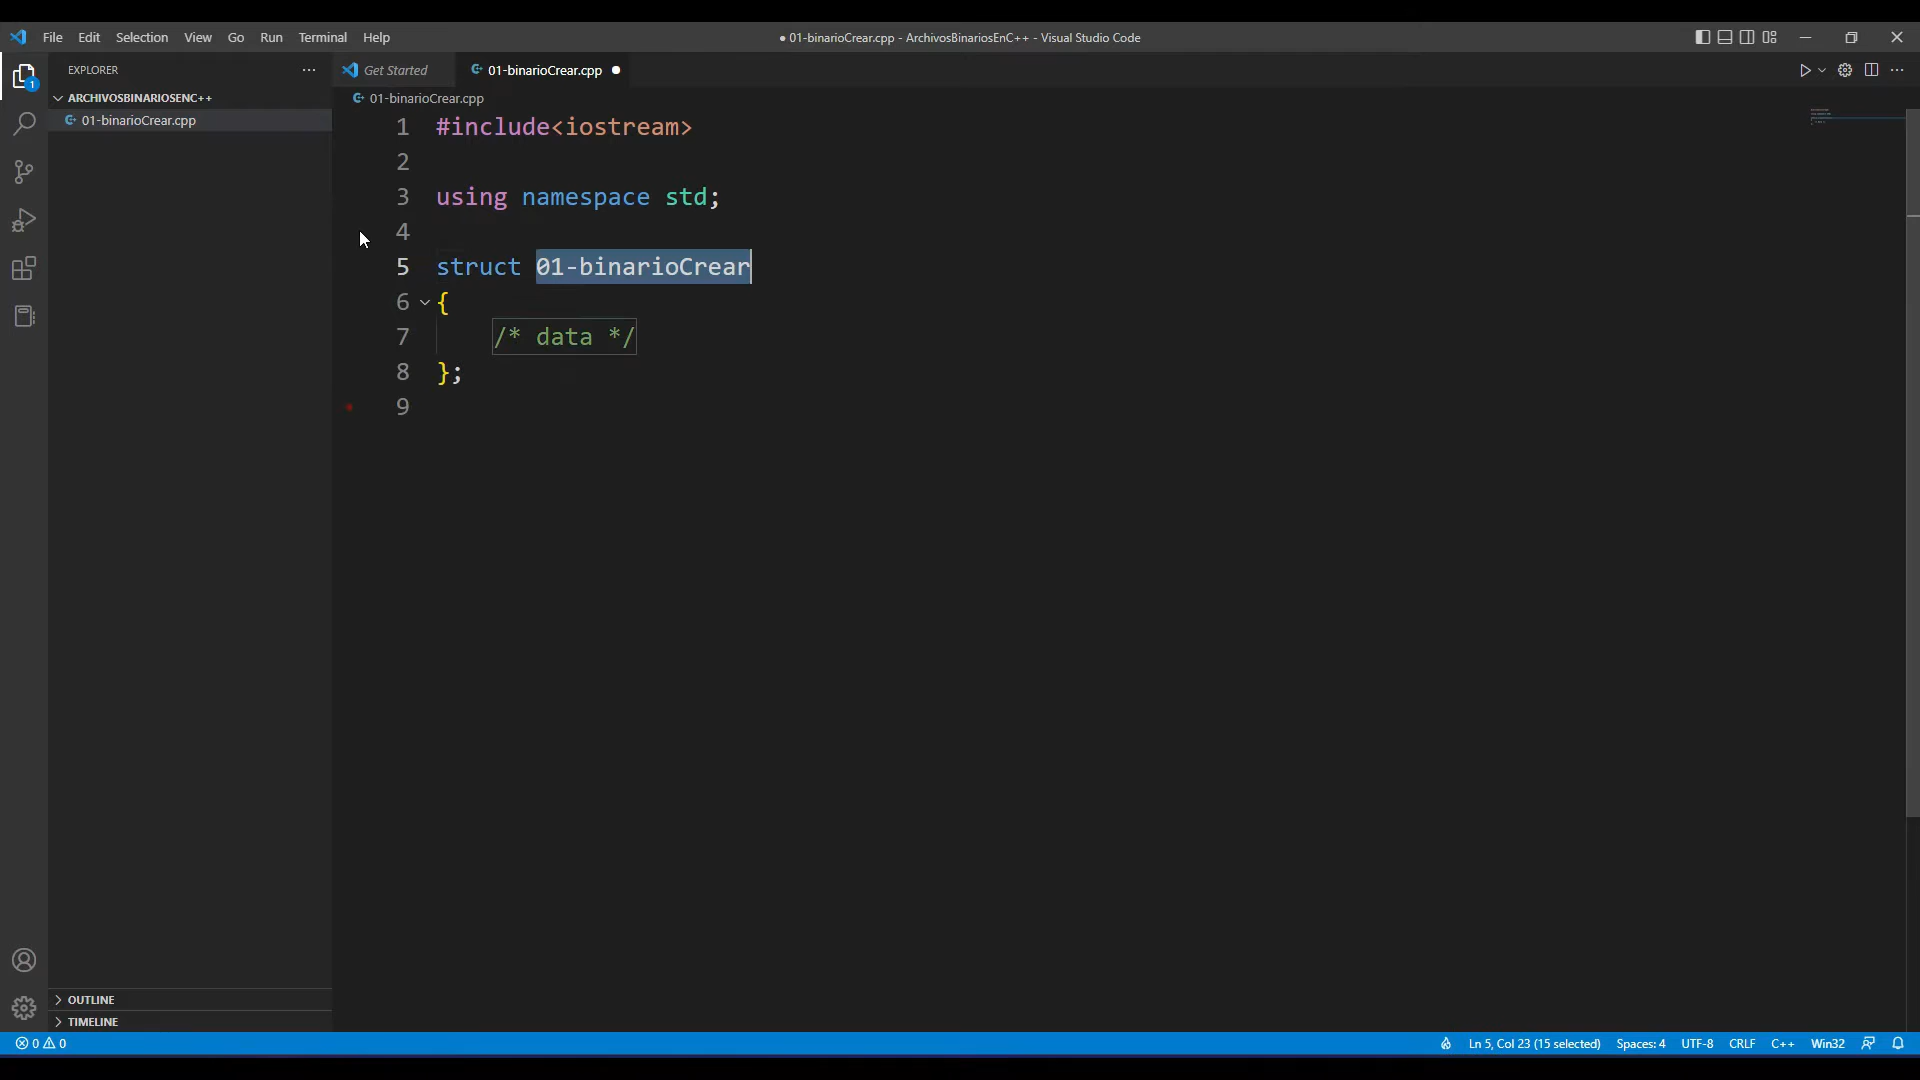 File Edit Selection View Go Run Terminal Help
● 01-binarioCrear.cpp - ArchivosBinariosEnC++ - Visual Studio Code
EXPLORER
Get Started
01-binarioCrear.cpp
ARCHIVOSBINARIOSENC++
01-binarioCrear.cpp
01-binarioCrear.cpp
1 #include<iostream>
2
3 using namespace std;
4
5 struct 01-binarioCrear
6 {
7 /* data */
8 };
9
1
OUTLINE
TIMELINE
0 0
Ln 5, Col 23 (15 selected) Spaces: 4 UTF-8 CRLF C++ Win32